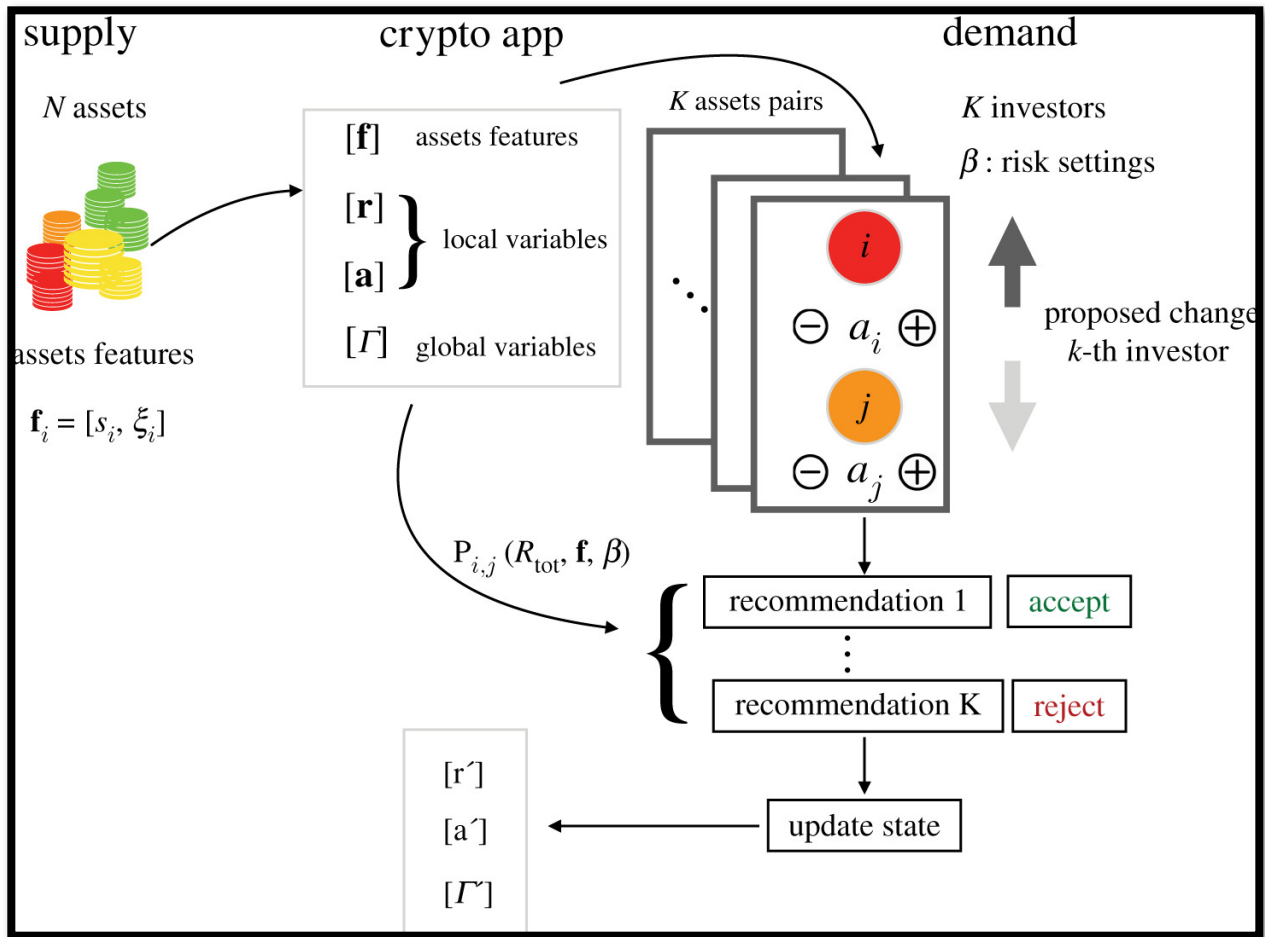 supply
crypto app
demand
N assets
assets features
f_i = [s_i, ξ_i]
[f] assets features
[r]
[a]
} local variables
[Γ] global variables
K assets pairs
⋱
i
⊖ a_i ⊕
j
⊖ a_j ⊕
K investors
β : risk settings
proposed change
k-th investor
P_{i,j} (R_tot, f, β)
{
recommendation 1 accept
⋮
recommendation K reject
update state
[r´]
[a´]
[Γ´]